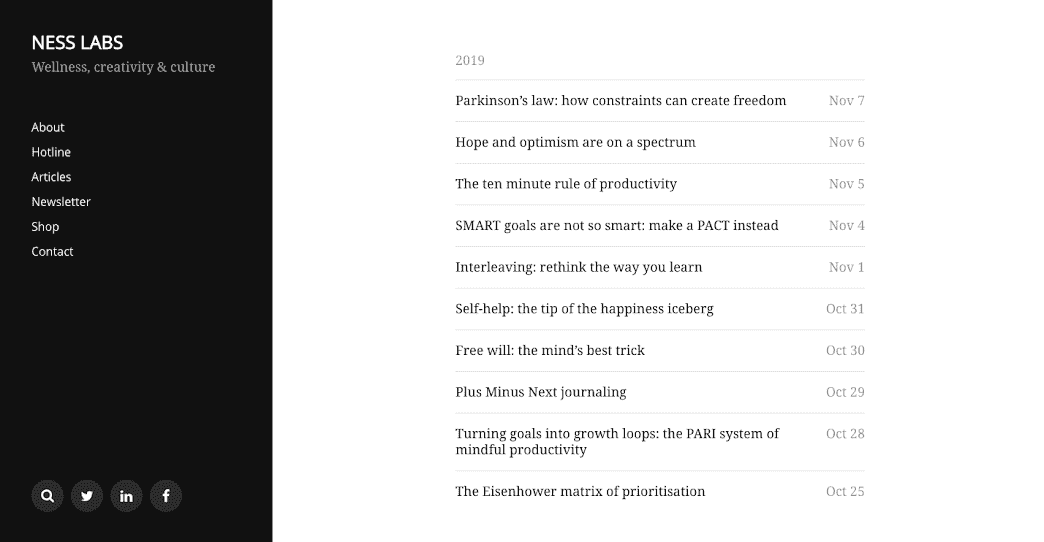 NESS LABS
Wellness, creativity & culture
About
Hotline
Articles
Newsletter
Shop
Contact
2019
Parkinson’s law: how constraints can create freedom Nov 7
Hope and optimism are on a spectrum Nov 6
The ten minute rule of productivity Nov 5
SMART goals are not so smart: make a PACT instead Nov 4
Interleaving: rethink the way you learn Nov 1
Self-help: the tip of the happiness iceberg Oct 31
Free will: the mind’s best trick Oct 30
Plus Minus Next journaling Oct 29
Turning goals into growth loops: the PARI system of Oct 28
mindful productivity
The Eisenhower matrix of prioritisation Oct 25